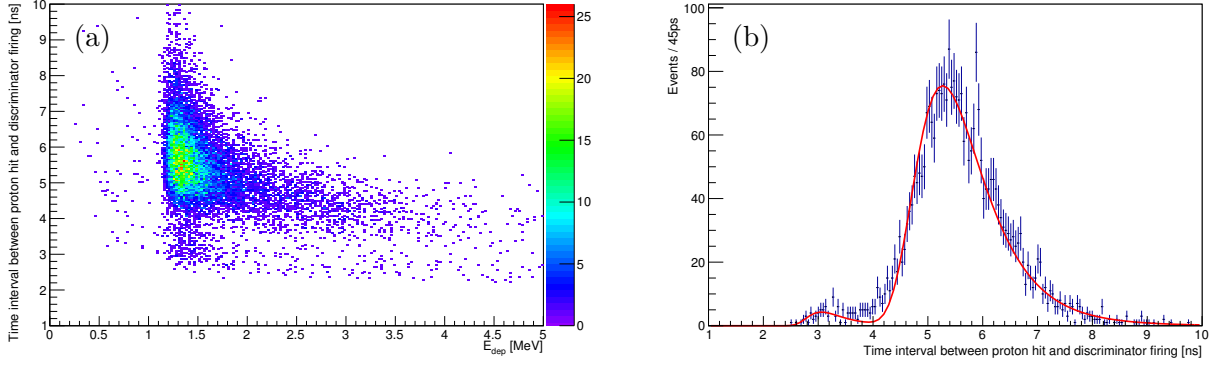 (a)
Time interval between proton hit and discriminator firing [ns]
10
9
8
7
6
5
4
3
2
1
0 0.5 1 1.5 2 2.5 3 3.5 4 4.5 5
E_dep [MeV]
25
20
15
10
5
0
(b)
Events / 45ps
100
80
60
40
20
0
1 2 3 4 5 6 7 8 9 10
Time interval between proton hit and discriminator firing [ns]